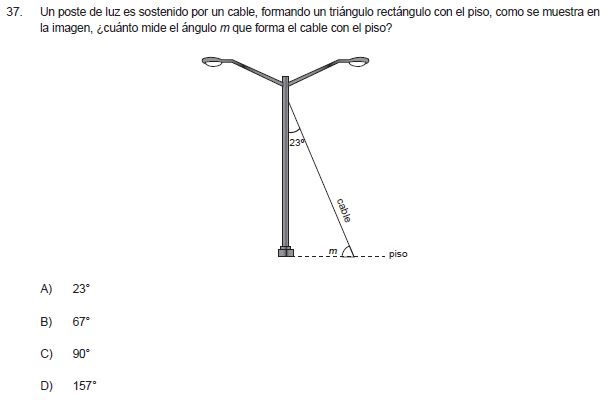 37. Un poste de luz es sostenido por un cable, formando un triángulo rectángulo con el piso, como se muestra en
la imagen, ¿cuánto mide el ángulo m que forma el cable con el piso?
23º
cable
m
piso
A) 23°
B) 67°
C) 90°
D) 157°